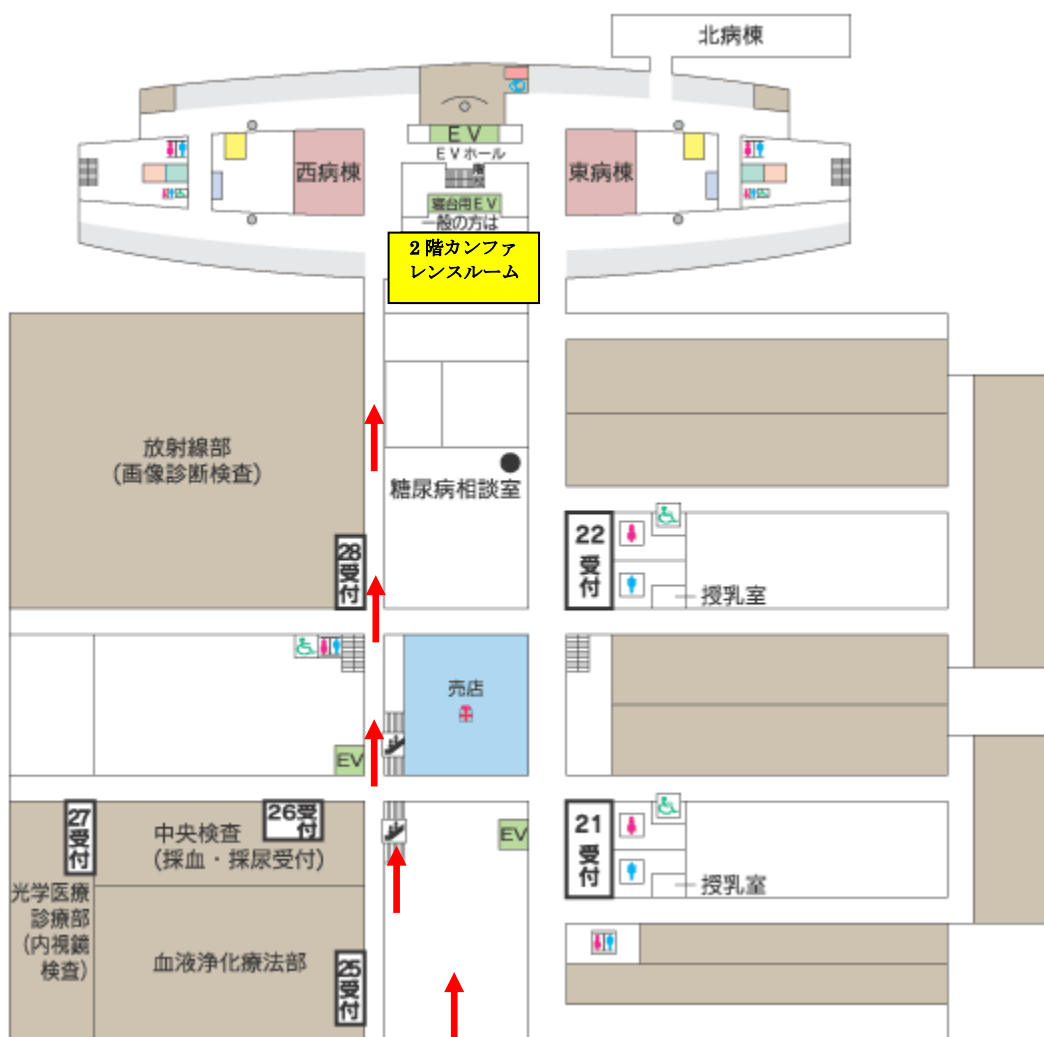 北病棟
EV
EVホール
階段
西病棟
東病棟
寝台用EV
一般の方は
2階カンファ
レンスルーム
放射線部
(画像診断検査)
糖尿病相談室
28
受
付
22
受
付
授乳室
売店
EV
27
受
付
中央検査
(採血・採尿受付)
26受
付
EV
21
受
付
授乳室
光学医療
診療部
(内視鏡
検査)
血液浄化療法部
25
受
付